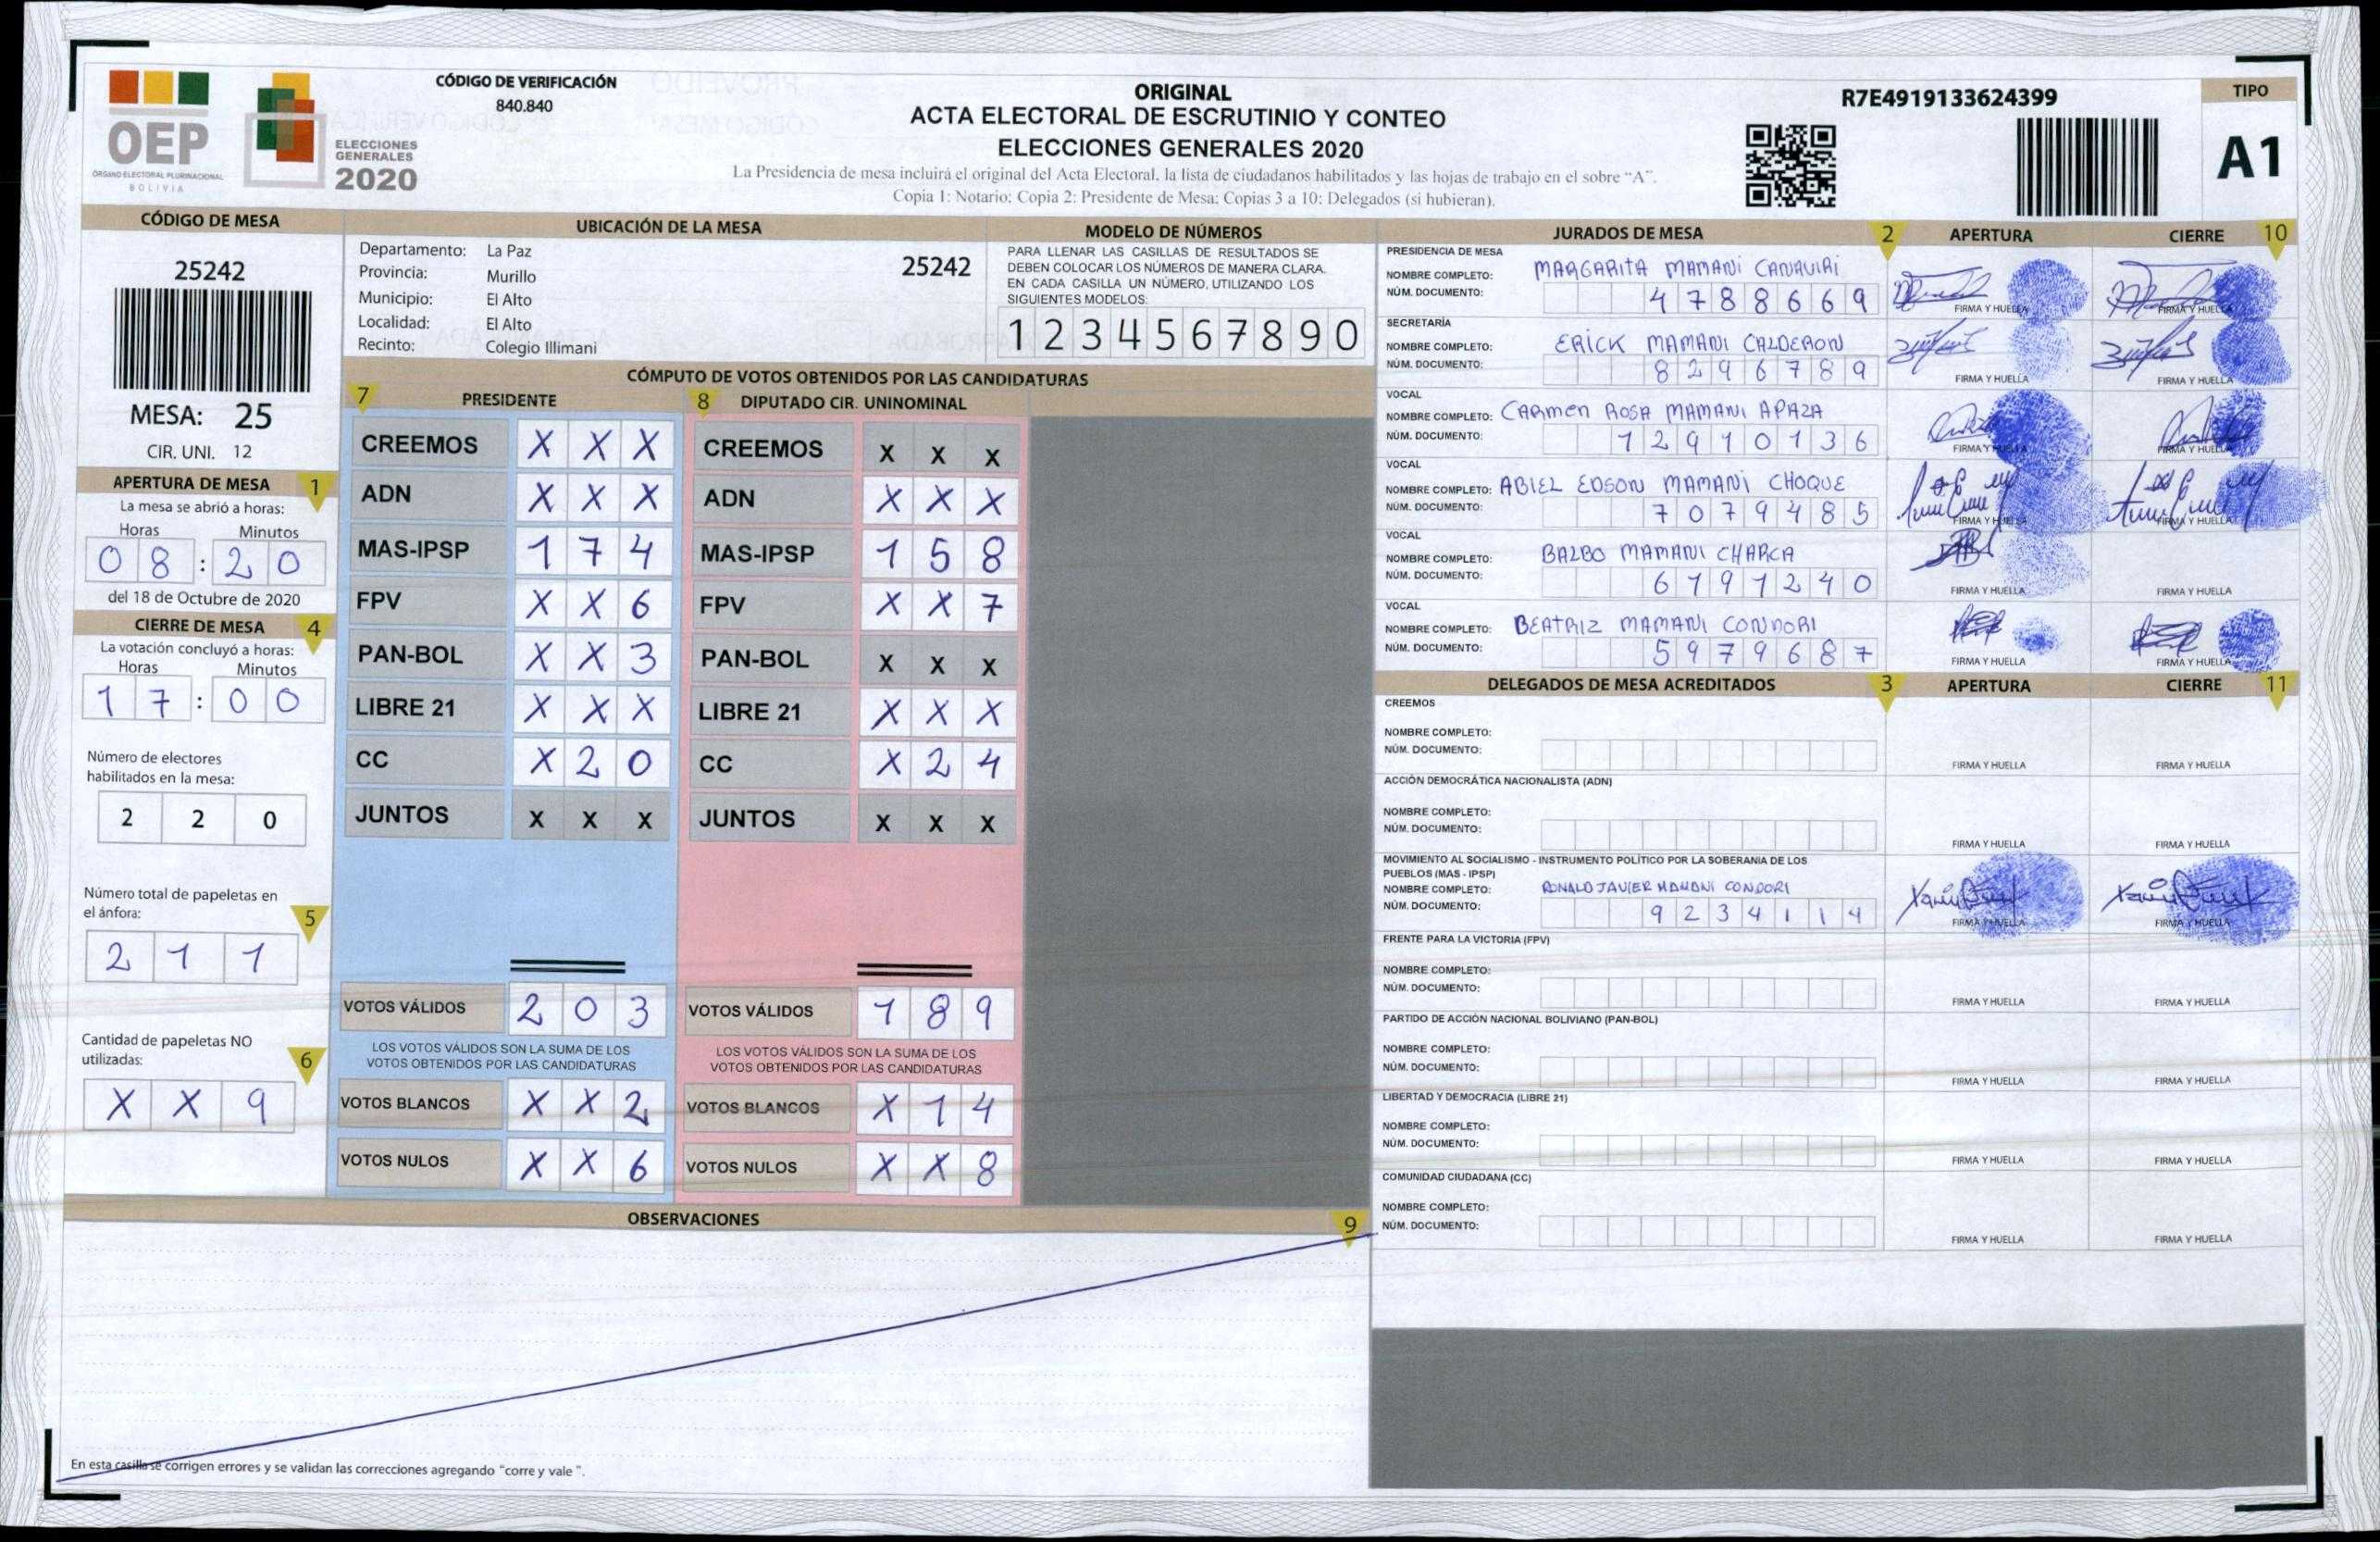 OEP
ÓRGANO ELECTORAL PLURINACIONAL
BOLIVIA
ELECCIONES
GENERALES
2020
CÓDIGO DE VERIFICACIÓN
840.840
ORIGINAL
ACTA ELECTORAL DE ESCRUTINIO Y CONTEO
ELECCIONES GENERALES 2020
La Presidencia de mesa incluirá el original del Acta Electoral, la lista de ciudadanos habilitados y las hojas de trabajo en el sobre "A".
Copia 1: Notario; Copia 2: Presidente de Mesa; Copias 3 a 10: Delegados (si hubieran).
R7E4919133624399
TIPO
A1
CÓDIGO DE MESA
25242
MESA: 25
CIR. UNI. 12
UBICACIÓN DE LA MESA
Departamento: La Paz
25242
Provincia: Murillo
Municipio: El Alto
Localidad: El Alto
Recinto: Colegio Illimani
MODELO DE NÚMEROS
PARA LLENAR LAS CASILLAS DE RESULTADOS SE
DEBEN COLOCAR LOS NÚMEROS DE MANERA CLARA.
EN CADA CASILLA UN NÚMERO, UTILIZANDO LOS
SIGUIENTES MODELOS:
1 2 3 4 5 6 7 8 9 0
APERTURA DE MESA 1
La mesa se abrió a horas:
Horas Minutos
0 8 : 2 0
del 18 de Octubre de 2020
CIERRE DE MESA 4
La votación concluyó a horas:
Horas Minutos
1 7 : 0 0
Número de electores
habilitados en la mesa:
2 2 0
Número total de papeletas en
el ánfora: 5
2 1 1
Cantidad de papeletas NO
utilizadas: 6
X X 9
CÓMPUTO DE VOTOS OBTENIDOS POR LAS CANDIDATURAS
7 PRESIDENTE
CREEMOS X X X
ADN X X X
MAS-IPSP 1 7 4
FPV X X 6
PAN-BOL X X 3
LIBRE 21 X X X
CC X 2 0
JUNTOS X X X
VOTOS VÁLIDOS 2 0 3
LOS VOTOS VÁLIDOS SON LA SUMA DE LOS
VOTOS OBTENIDOS POR LAS CANDIDATURAS
VOTOS BLANCOS X X 2
VOTOS NULOS X X 6
8 DIPUTADO CIR. UNINOMINAL
CREEMOS X X X
ADN X X X
MAS-IPSP 1 5 8
FPV X X 7
PAN-BOL X X X
LIBRE 21 X X X
CC X 2 4
JUNTOS X X X
VOTOS VÁLIDOS 1 8 9
LOS VOTOS VÁLIDOS SON LA SUMA DE LOS
VOTOS OBTENIDOS POR LAS CANDIDATURAS
VOTOS BLANCOS X 1 4
VOTOS NULOS X X 8
OBSERVACIONES 9
En esta casilla se corrigen errores y se validan las correcciones agregando "corre y vale ".
JURADOS DE MESA 2 APERTURA CIERRE 10
PRESIDENCIA DE MESA
NOMBRE COMPLETO: MARGARITA MAMANI CANAVIRI
NÚM. DOCUMENTO: 4 7 8 8 6 6 9
FIRMA Y HUELLA FIRMA Y HUELLA
SECRETARÍA
NOMBRE COMPLETO: ERICK MAMANI CALDERON
NÚM. DOCUMENTO: 8 2 9 6 7 8 9
FIRMA Y HUELLA FIRMA Y HUELLA
VOCAL
NOMBRE COMPLETO: CARMEN ROSA MAMANI APAZA
NÚM. DOCUMENTO: 1 2 9 1 0 1 3 6
FIRMA Y HUELLA FIRMA Y HUELLA
VOCAL
NOMBRE COMPLETO: ABIEL EDSON MAMANI CHOQUE
NÚM. DOCUMENTO: 7 0 7 9 4 8 5
FIRMA Y HUELLA FIRMA Y HUELLA
VOCAL
NOMBRE COMPLETO: BALBO MAMANI CHARCA
NÚM. DOCUMENTO: 6 1 9 1 2 4 0
FIRMA Y HUELLA FIRMA Y HUELLA
VOCAL
NOMBRE COMPLETO: BEATRIZ MAMANI CONDORI
NÚM. DOCUMENTO: 5 9 7 9 6 8 7
FIRMA Y HUELLA FIRMA Y HUELLA
DELEGADOS DE MESA ACREDITADOS 3 APERTURA CIERRE 11
CREEMOS
NOMBRE COMPLETO:
NÚM. DOCUMENTO:
FIRMA Y HUELLA FIRMA Y HUELLA
ACCIÓN DEMOCRÁTICA NACIONALISTA (ADN)
NOMBRE COMPLETO:
NÚM. DOCUMENTO:
FIRMA Y HUELLA FIRMA Y HUELLA
MOVIMIENTO AL SOCIALISMO - INSTRUMENTO POLÍTICO POR LA SOBERANIA DE LOS
PUEBLOS (MAS - IPSP)
NOMBRE COMPLETO: RONALD JAVIER MAMANI CONDORI
NÚM. DOCUMENTO: 9 2 3 4 1 1 4
FIRMA Y HUELLA FIRMA Y HUELLA
FRENTE PARA LA VICTORIA (FPV)
NOMBRE COMPLETO:
NÚM. DOCUMENTO:
FIRMA Y HUELLA FIRMA Y HUELLA
PARTIDO DE ACCIÓN NACIONAL BOLIVIANO (PAN-BOL)
NOMBRE COMPLETO:
NÚM. DOCUMENTO:
FIRMA Y HUELLA FIRMA Y HUELLA
LIBERTAD Y DEMOCRACIA (LIBRE 21)
NOMBRE COMPLETO:
NÚM. DOCUMENTO:
FIRMA Y HUELLA FIRMA Y HUELLA
COMUNIDAD CIUDADANA (CC)
NOMBRE COMPLETO:
NÚM. DOCUMENTO:
FIRMA Y HUELLA FIRMA Y HUELLA